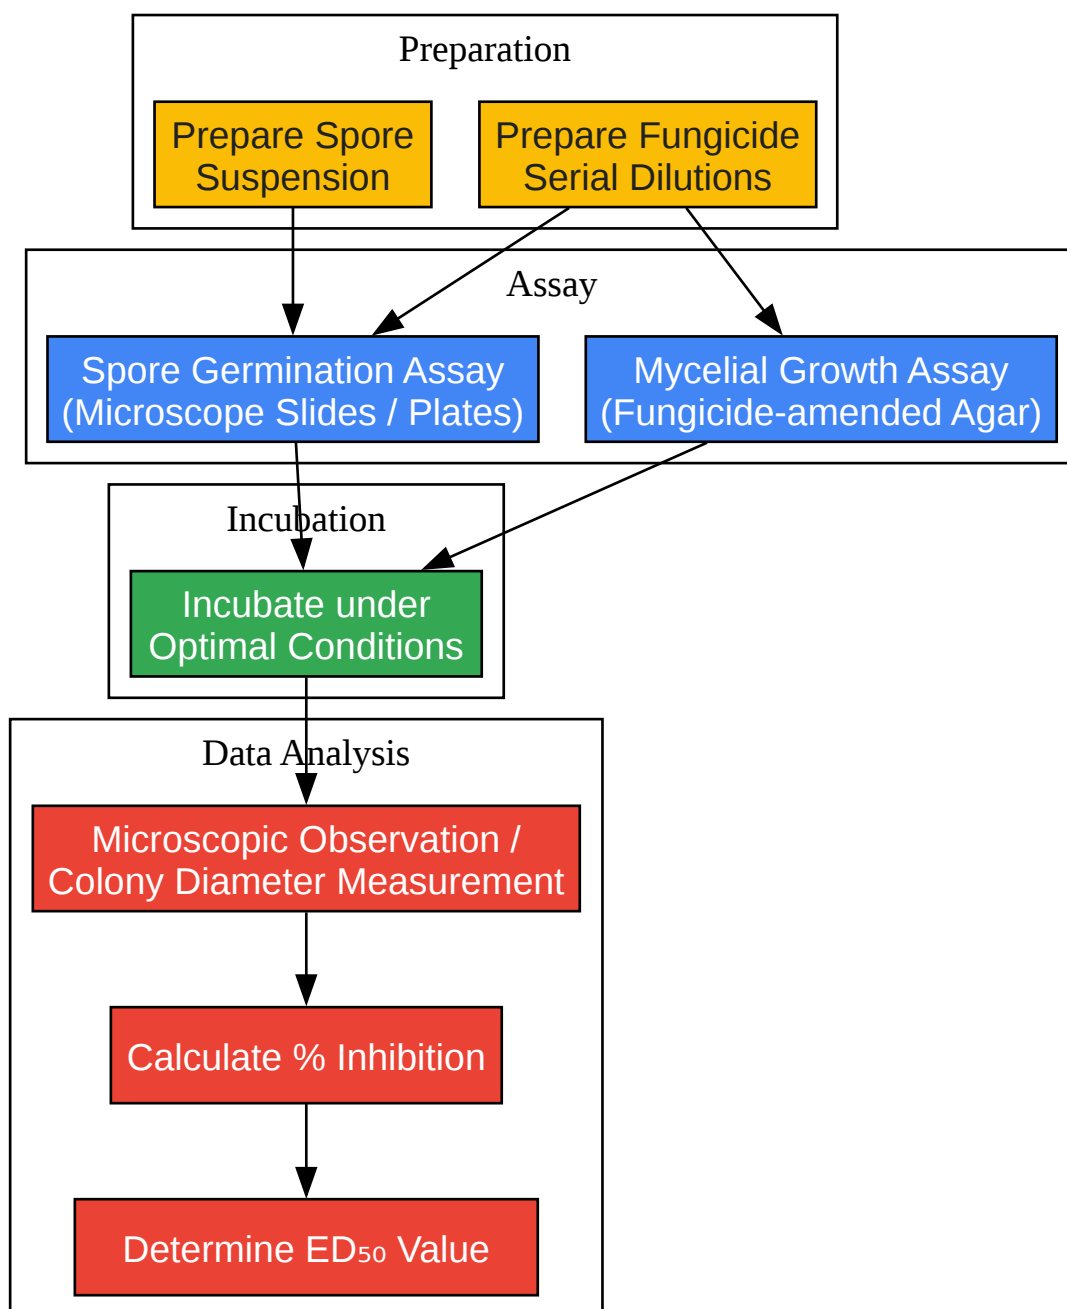 Preparation
Prepare Spore
Suspension
Prepare Fungicide
Serial Dilutions
Assay
Spore Germination Assay
(Microscope Slides / Plates)
Mycelial Growth Assay
(Fungicide-amended Agar)
Incubation
Incubate under
Optimal Conditions
Data Analysis
Microscopic Observation /
Colony Diameter Measurement
Calculate % Inhibition
Determine ED₅₀ Value